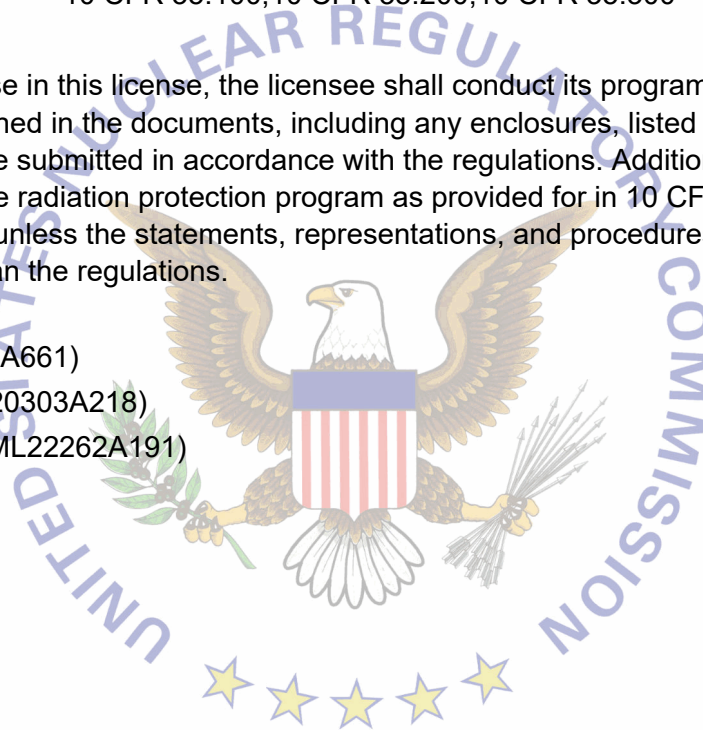 10 CFR 35.100;10 CFR 35.200;10 CFR 35.300
se in this license, the licensee shall conduct its program
ned in the documents, including any enclosures, listed
e submitted in accordance with the regulations. Addition
e radiation protection program as provided for in 10 CF
unless the statements, representations, and procedure
an the regulations.
A661)
20303A218)
ML22262A191)
UNITED STATES NUCLEAR REGULATORY COMMISSION